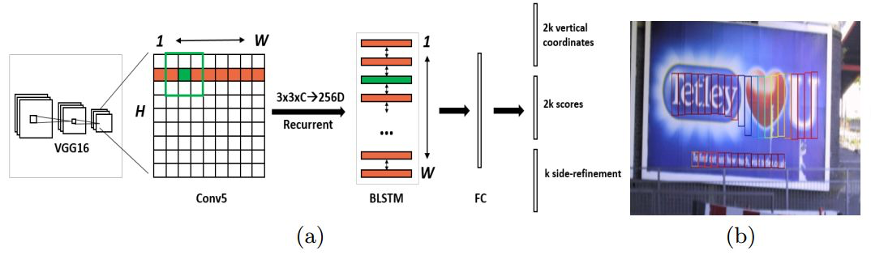 1 W
H
VGG16
Conv5
3x3xC→256D
Recurrent
1
W
...
BLSTM
FC
2k vertical
coordinates
2k scores
k side-refinement
Tetley U
(a) (b)